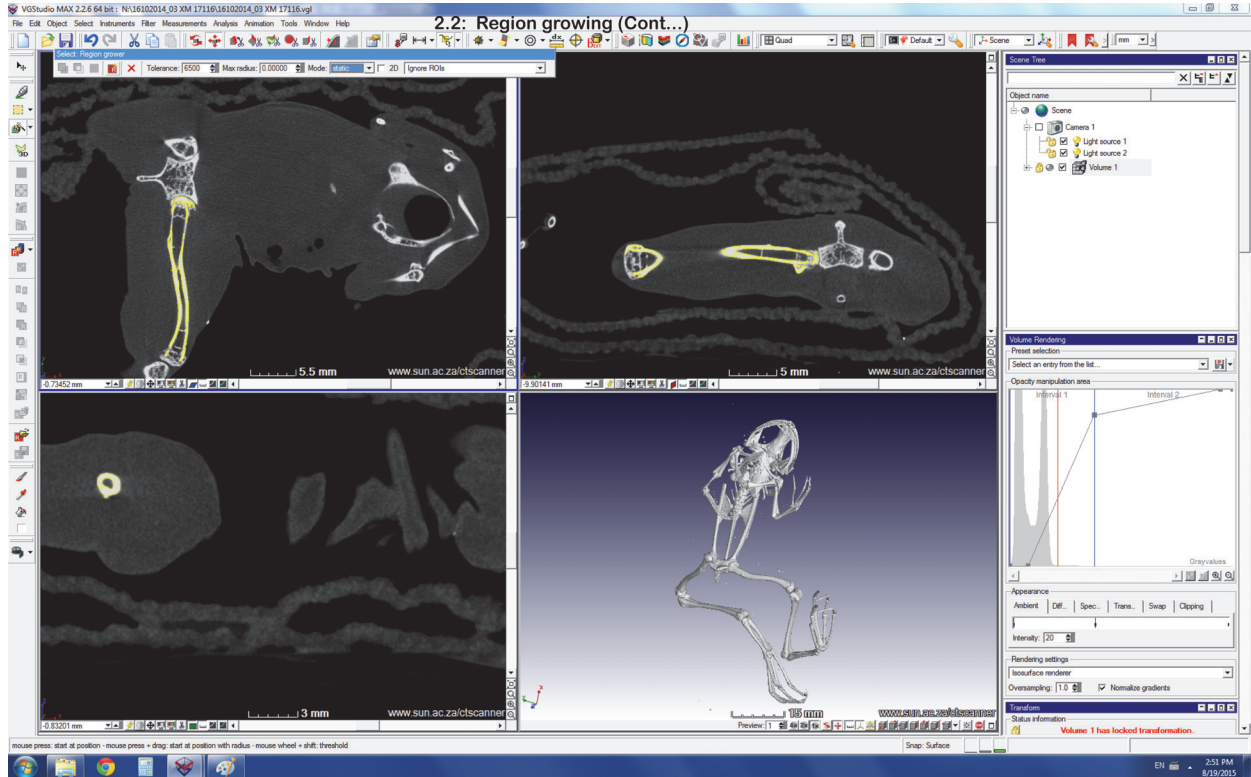 VGStudio MAX 2.2.6 64 bit : N:\16102014_03 XM 17116\16102014_03 XM 17116.vgl
2.2: Region growing (Cont...)
File Edit Object Select Instruments Filter Measurements Analysis Animation Tools Window Help
Quad
Default
Scene
mm
Select: Region grower
Tolerance: 6500 Max radius: 0.00000 Mode: static 2D Ignore ROIs
3D
5.5 mm
www.sun.ac.za/ctscanner
-0.73452 mm
5 mm
www.sun.ac.za/ctscanner
-9.90141 mm
3 mm
www.sun.ac.za/ctscanner
-0.83201 mm
15 mm
www.sun.ac.za/ctscanner
Preview: 1
Scene Tree
Object name
Scene
Camera 1
Light source 1
Light source 2
Volume 1
Volume Rendering
Preset selection
Select an entry from the list...
Opacity manipulation area
Interval 1 Interval 2
Grayvalues
Appearance
Ambient Diff.. Spec... Trans.. Swap Clipping
Intensity: 20
Rendering settings
Isosurface renderer
Oversampling: 1.0 Normalize gradients
Transform
Status information
Volume 1 has locked transformation.
mouse press: start at position - mouse press + drag: start at position with radius - mouse wheel + shift: threshold
Snap: Surface
EN
2:51 PM
8/19/2015